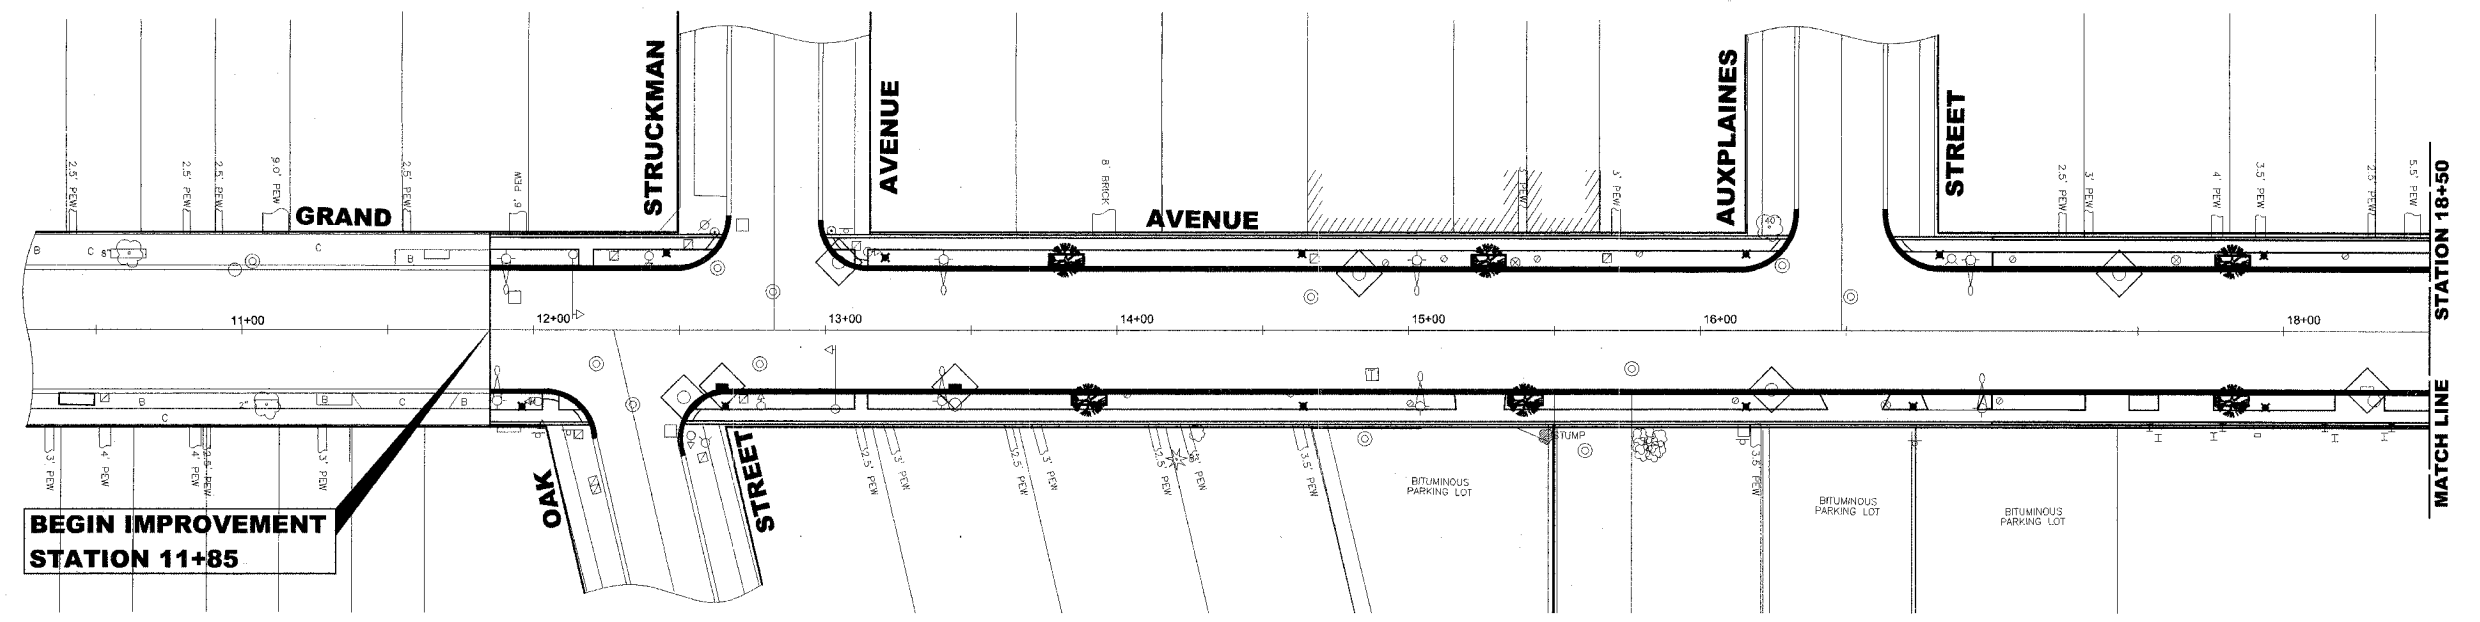 STRUCKMAN
AVENUE
AUXPLAINES
STREET
2.5' PEW
2.5' PEW
2.5' PEW
9.0' PEW
2.5' PEW
6' PEW
8' BRICK
3' PEW
2.5' PEW
3' PEW
4' PEW
3.5' PEW
2.5' PEW
5.5' PEW
GRAND
AVENUE
STATION 18+50
MATCH LINE
40
B
C
8"
C
B
11+00
12+00
13+00
14+00
15+00
16+00
18+00
B
2"
B
C
B
C
T
3' PEW
4' PEW
4' PEW
2.5' PEW
3' PEW
2.5' PEW
3' PEW
2.5' PEW
3' PEW
2.5' PEW
3' PEW
3.5' PEW
3.5' PEW
STUMP
OAK
STREET
BITUMINOUS
PARKING LOT
BITUMINOUS
PARKING LOT
BITUMINOUS
PARKING LOT
BEGIN IMPROVEMENT
STATION 11+85